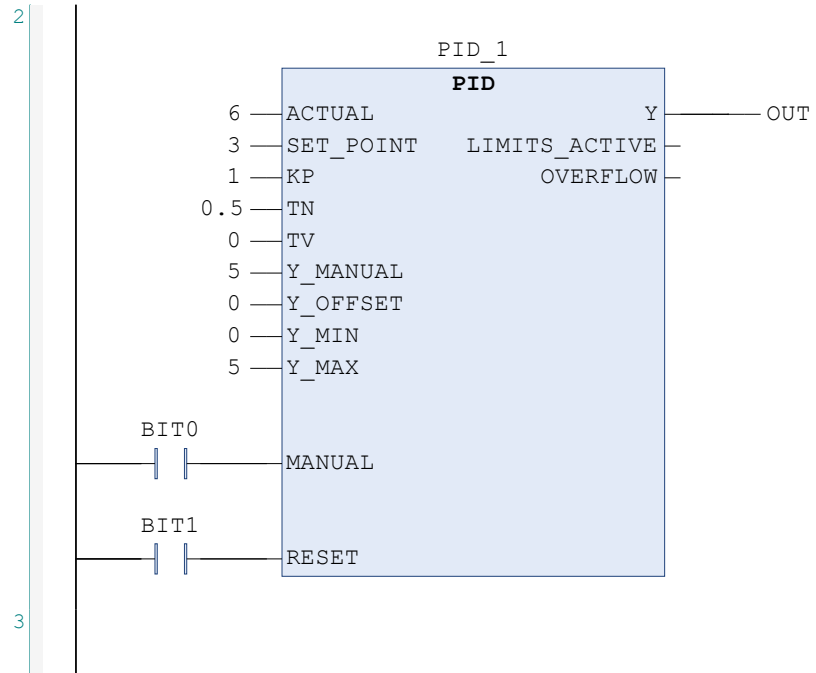 2
PID_1
PID
6 ACTUAL Y OUT
3 SET_POINT LIMITS_ACTIVE
1 KP OVERFLOW
0.5 TN
0 TV
5 Y_MANUAL
0 Y_OFFSET
0 Y_MIN
5 Y_MAX
BIT0
MANUAL
BIT1
RESET
3